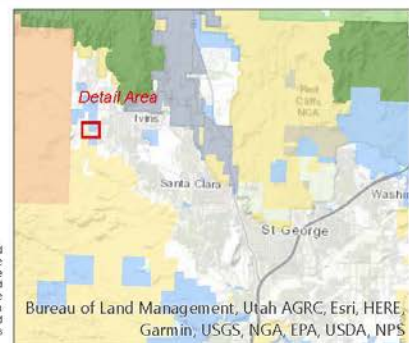 Detail Area
Ivins
Red
Cliffs
NCA
Santa Clara
Washin
St George
Bureau of Land Management, Utah AGRC, Esri, HERE,
Garmin, USGS, NGA, EPA, USDA, NPS